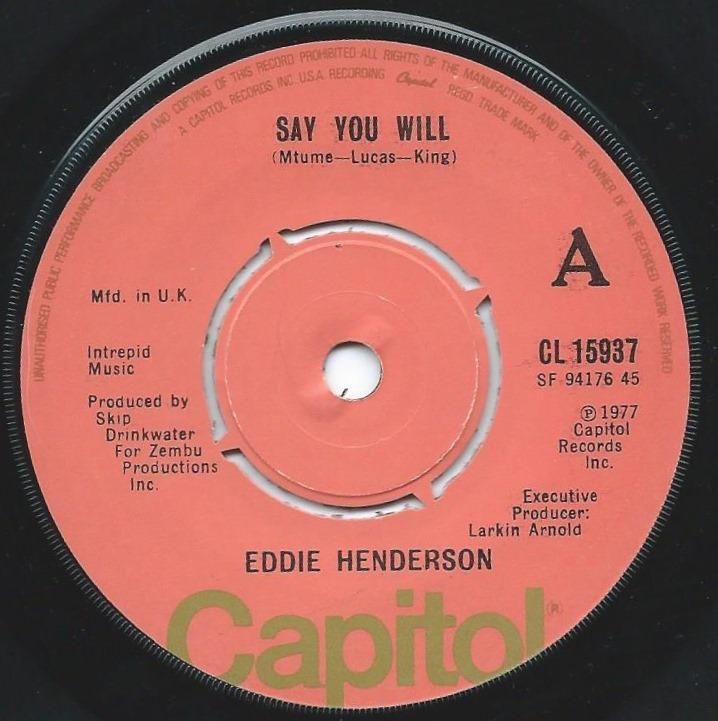 UNAUTHORISED PUBLIC PERFORMANCE BROADCASTING AND COPYING OF THIS RECORD PROHIBITED ALL RIGHTS OF THE MANUFACTURER AND OF THE OWNER OF THE RECORDED WORK RESERVED
A CAPITOL RECORDS INC. U.S.A. RECORDING Capitol REGD. TRADE MARK
SAY YOU WILL
(Mtume—Lucas—King)
A
Mfd. in U.K.
Intrepid
Music
Produced by
Skip
Drinkwater
For Zembu
Productions
Inc.
CL 15937
SF 94176 45
℗ 1977
Capitol
Records
Inc.
Executive
Producer:
Larkin Arnold
EDDIE HENDERSON
Capitol®